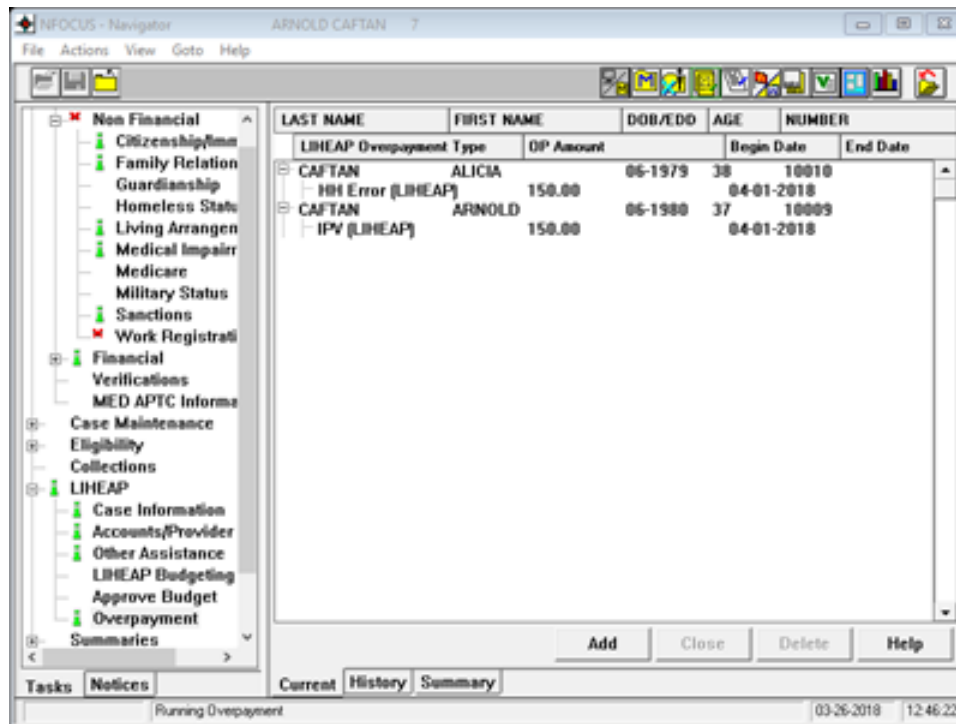 NFOCUS - Navigator ARNOLD CAFTAN 7
File Actions View Goto Help
Non Financial
Citizenship/Imm
Family Relation
Guardianship
Homeless Statu
Living Arrangen
Medical Impairr
Medicare
Military Status
Sanctions
Work Registrati
Financial
Verifications
MED APTC Informa
Case Maintenance
Eligibility
Collections
LIHEAP
Case Information
Accounts/Provider
Other Assistance
LIHEAP Budgeting
Approve Budget
Overpayment
Summaries
Tasks Notices
LAST NAME FIRST NAME DOB/EDD AGE NUMBER
LIHEAP Overpayment Type OP Amount Begin Date End Date
CAFTAN ALICIA 06-1979 38 10010
HH Error (LIHEAP) 150.00 04-01-2018
CAFTAN ARNOLD 06-1980 37 10009
IPV (LIHEAP) 150.00 04-01-2018
Add Close Delete Help
Current History Summary
Running Overpayment 03-26-2018 12:46:22